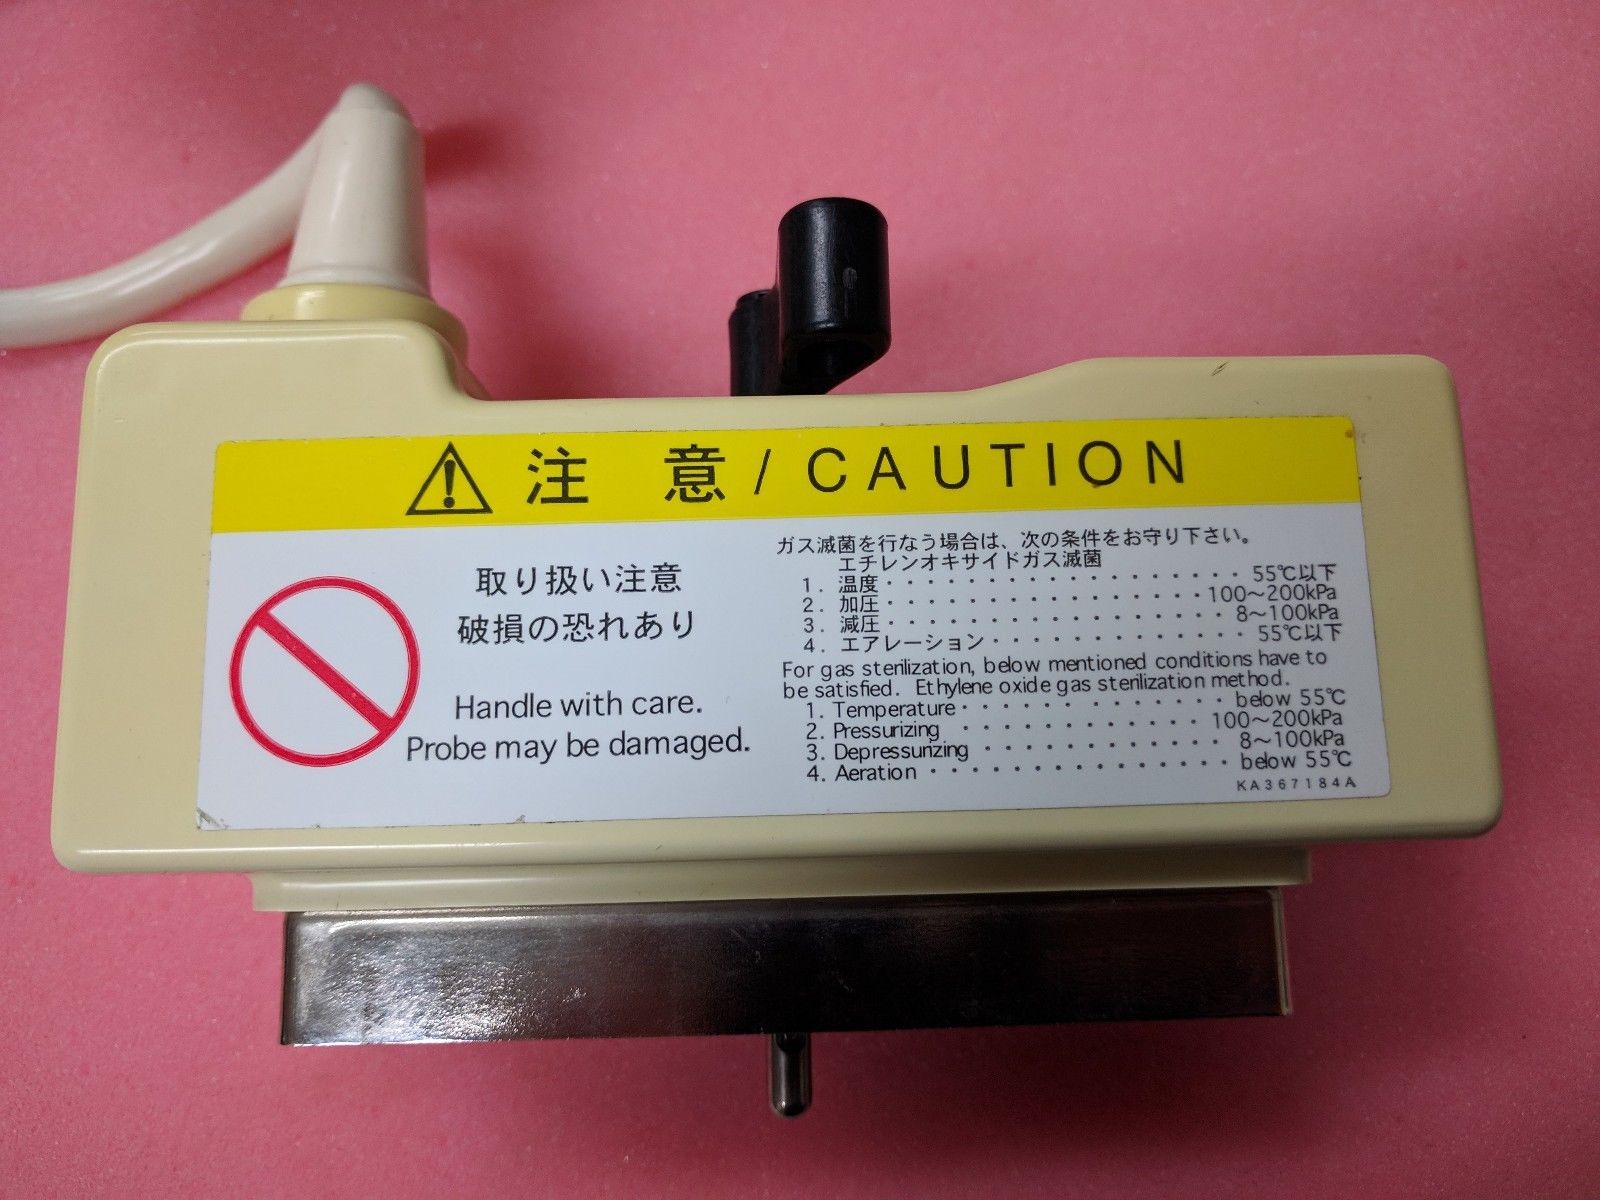 注 意 / CAUTION
取り扱い注意
破損の恐れあり
Handle with care.
Probe may be damaged.
ガス滅菌を行なう場合は、次の条件をお守り下さい。
エチレンオキサイドガス滅菌
1. 温度・・・・・・・・・・・・・・・・・・55℃以下
2. 加圧・・・・・・・・・・・・・・・・100～200kPa
3. 減圧・・・・・・・・・・・・・・・・・8～100kPa
4. エアレーション・・・・・・・・・・・・・55℃以下
For gas sterilization, below mentioned conditions have to
be satisfied. Ethylene oxide gas sterilization method.
1. Temperature・・・・・・・・・・・・・below 55℃
2. Pressurizing ・・・・・・・・・・・・100～200kPa
3. Depressurizing ・・・・・・・・・・・・8～100kPa
4. Aeration ・・・・・・・・・・・・・・・below 55℃
KA367184A